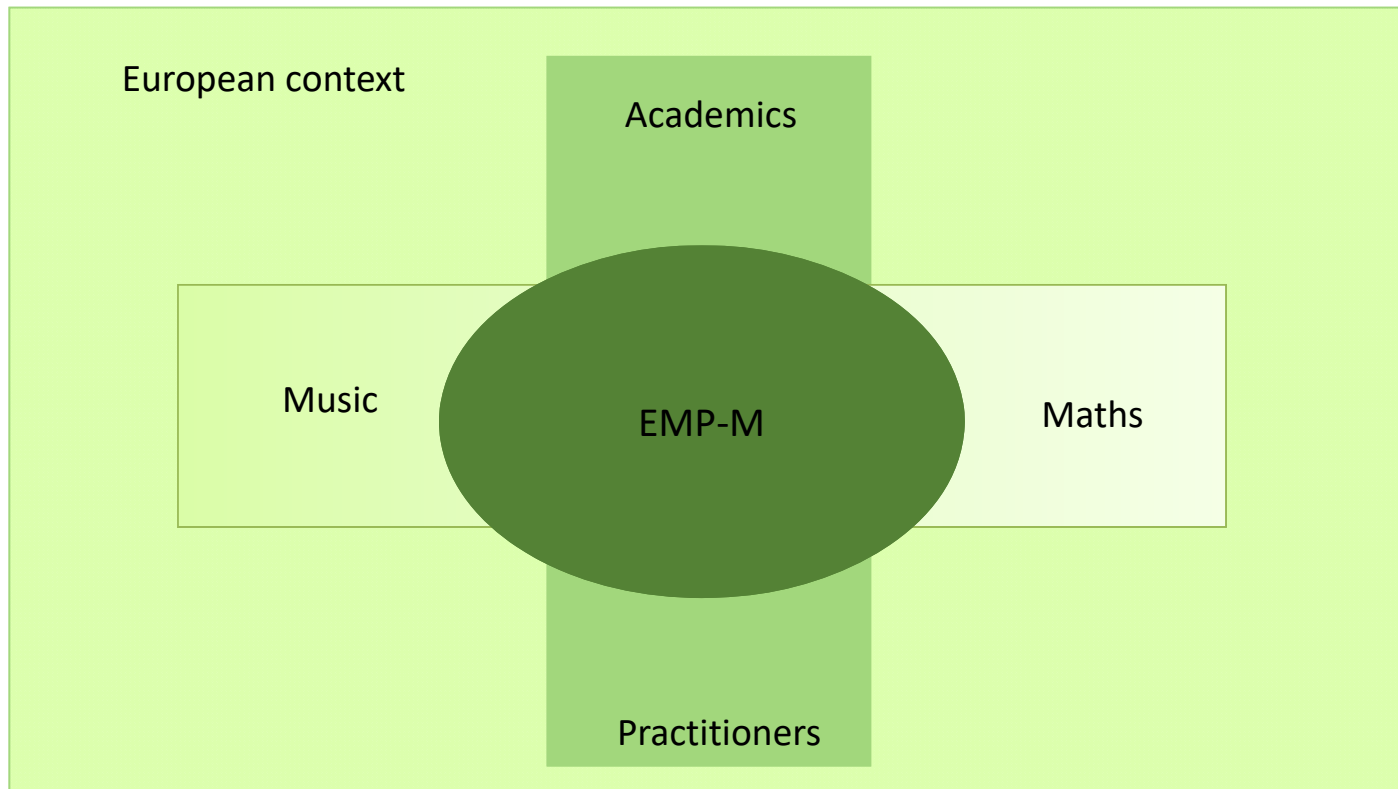 European context
Academics
Music
EMP-M
Maths
Practitioners